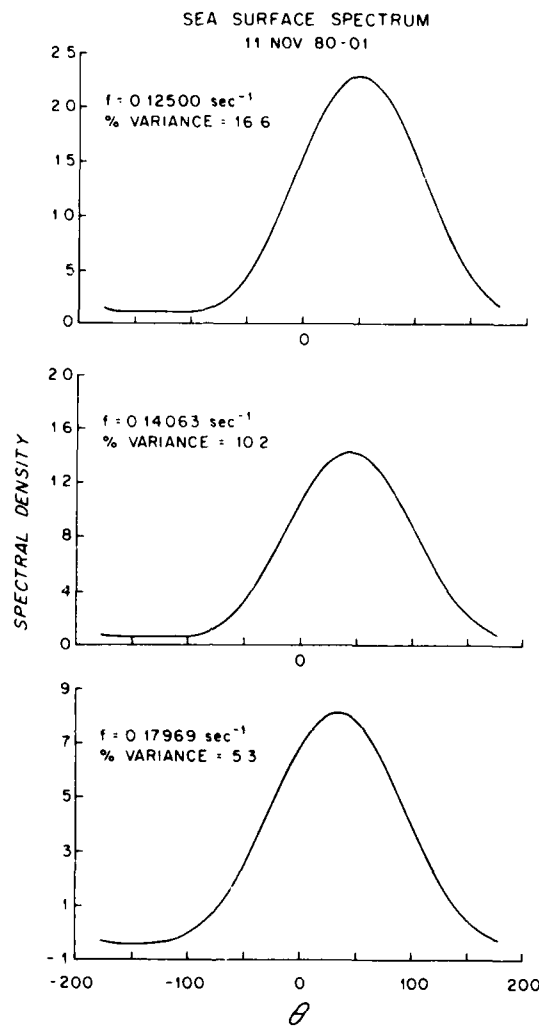 SEA SURFACE SPECTRUM
11 NOV 80-01
25
f = 0.12500 sec⁻¹
% VARIANCE = 16.6
20
15
10
5
0
0
20
f = 0.14063 sec⁻¹
% VARIANCE = 10.2
16
12
8
4
0
0
SPECTRAL DENSITY
9
f = 0.17969 sec⁻¹
% VARIANCE = 5.3
7
5
3
1
-1
-200 -100 0 100 200
θ